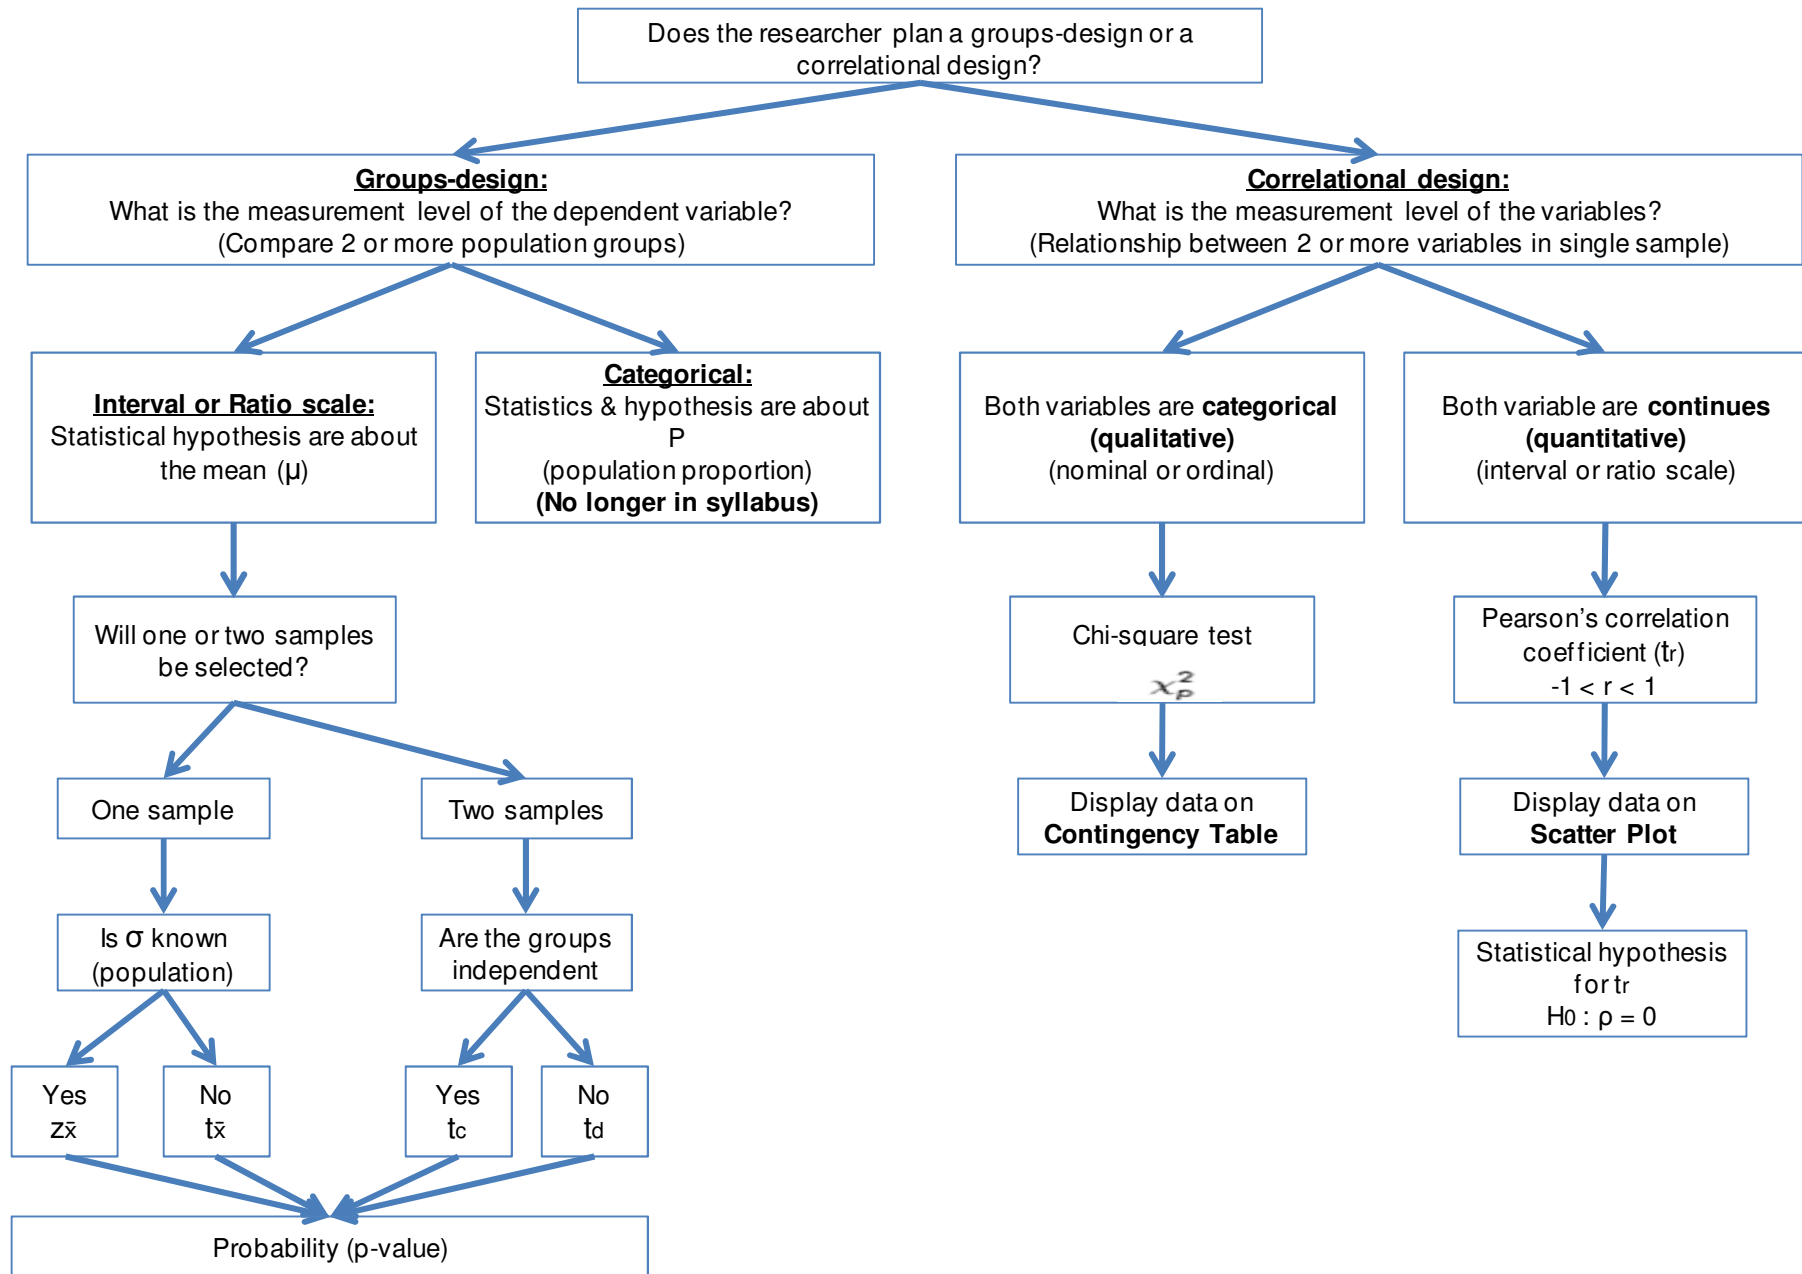 Does the researcher plan a groups-design or a
correlational design?
Groups-design:
What is the measurement level of the dependent variable?
(Compare 2 or more population groups)
Correlational design:
What is the measurement level of the variables?
(Relationship between 2 or more variables in single sample)
Interval or Ratio scale:
Statistical hypothesis are about
the mean (μ)
Categorical:
Statistics & hypothesis are about
P
(population proportion)
(No longer in syllabus)
Both variables are categorical
(qualitative)
(nominal or ordinal)
Both variable are continues
(quantitative)
(interval or ratio scale)
Will one or two samples
be selected?
Chi-square test
χ²ₚ
Pearson’s correlation
coefficient (tr)
-1 < r < 1
One sample
Two samples
Display data on
Contingency Table
Display data on
Scatter Plot
Is σ known
(population)
Are the groups
independent
Statistical hypothesis
for tr
H0 : ρ = 0
Yes
zx̄
No
tx̄
Yes
tc
No
td
Probability (p-value)